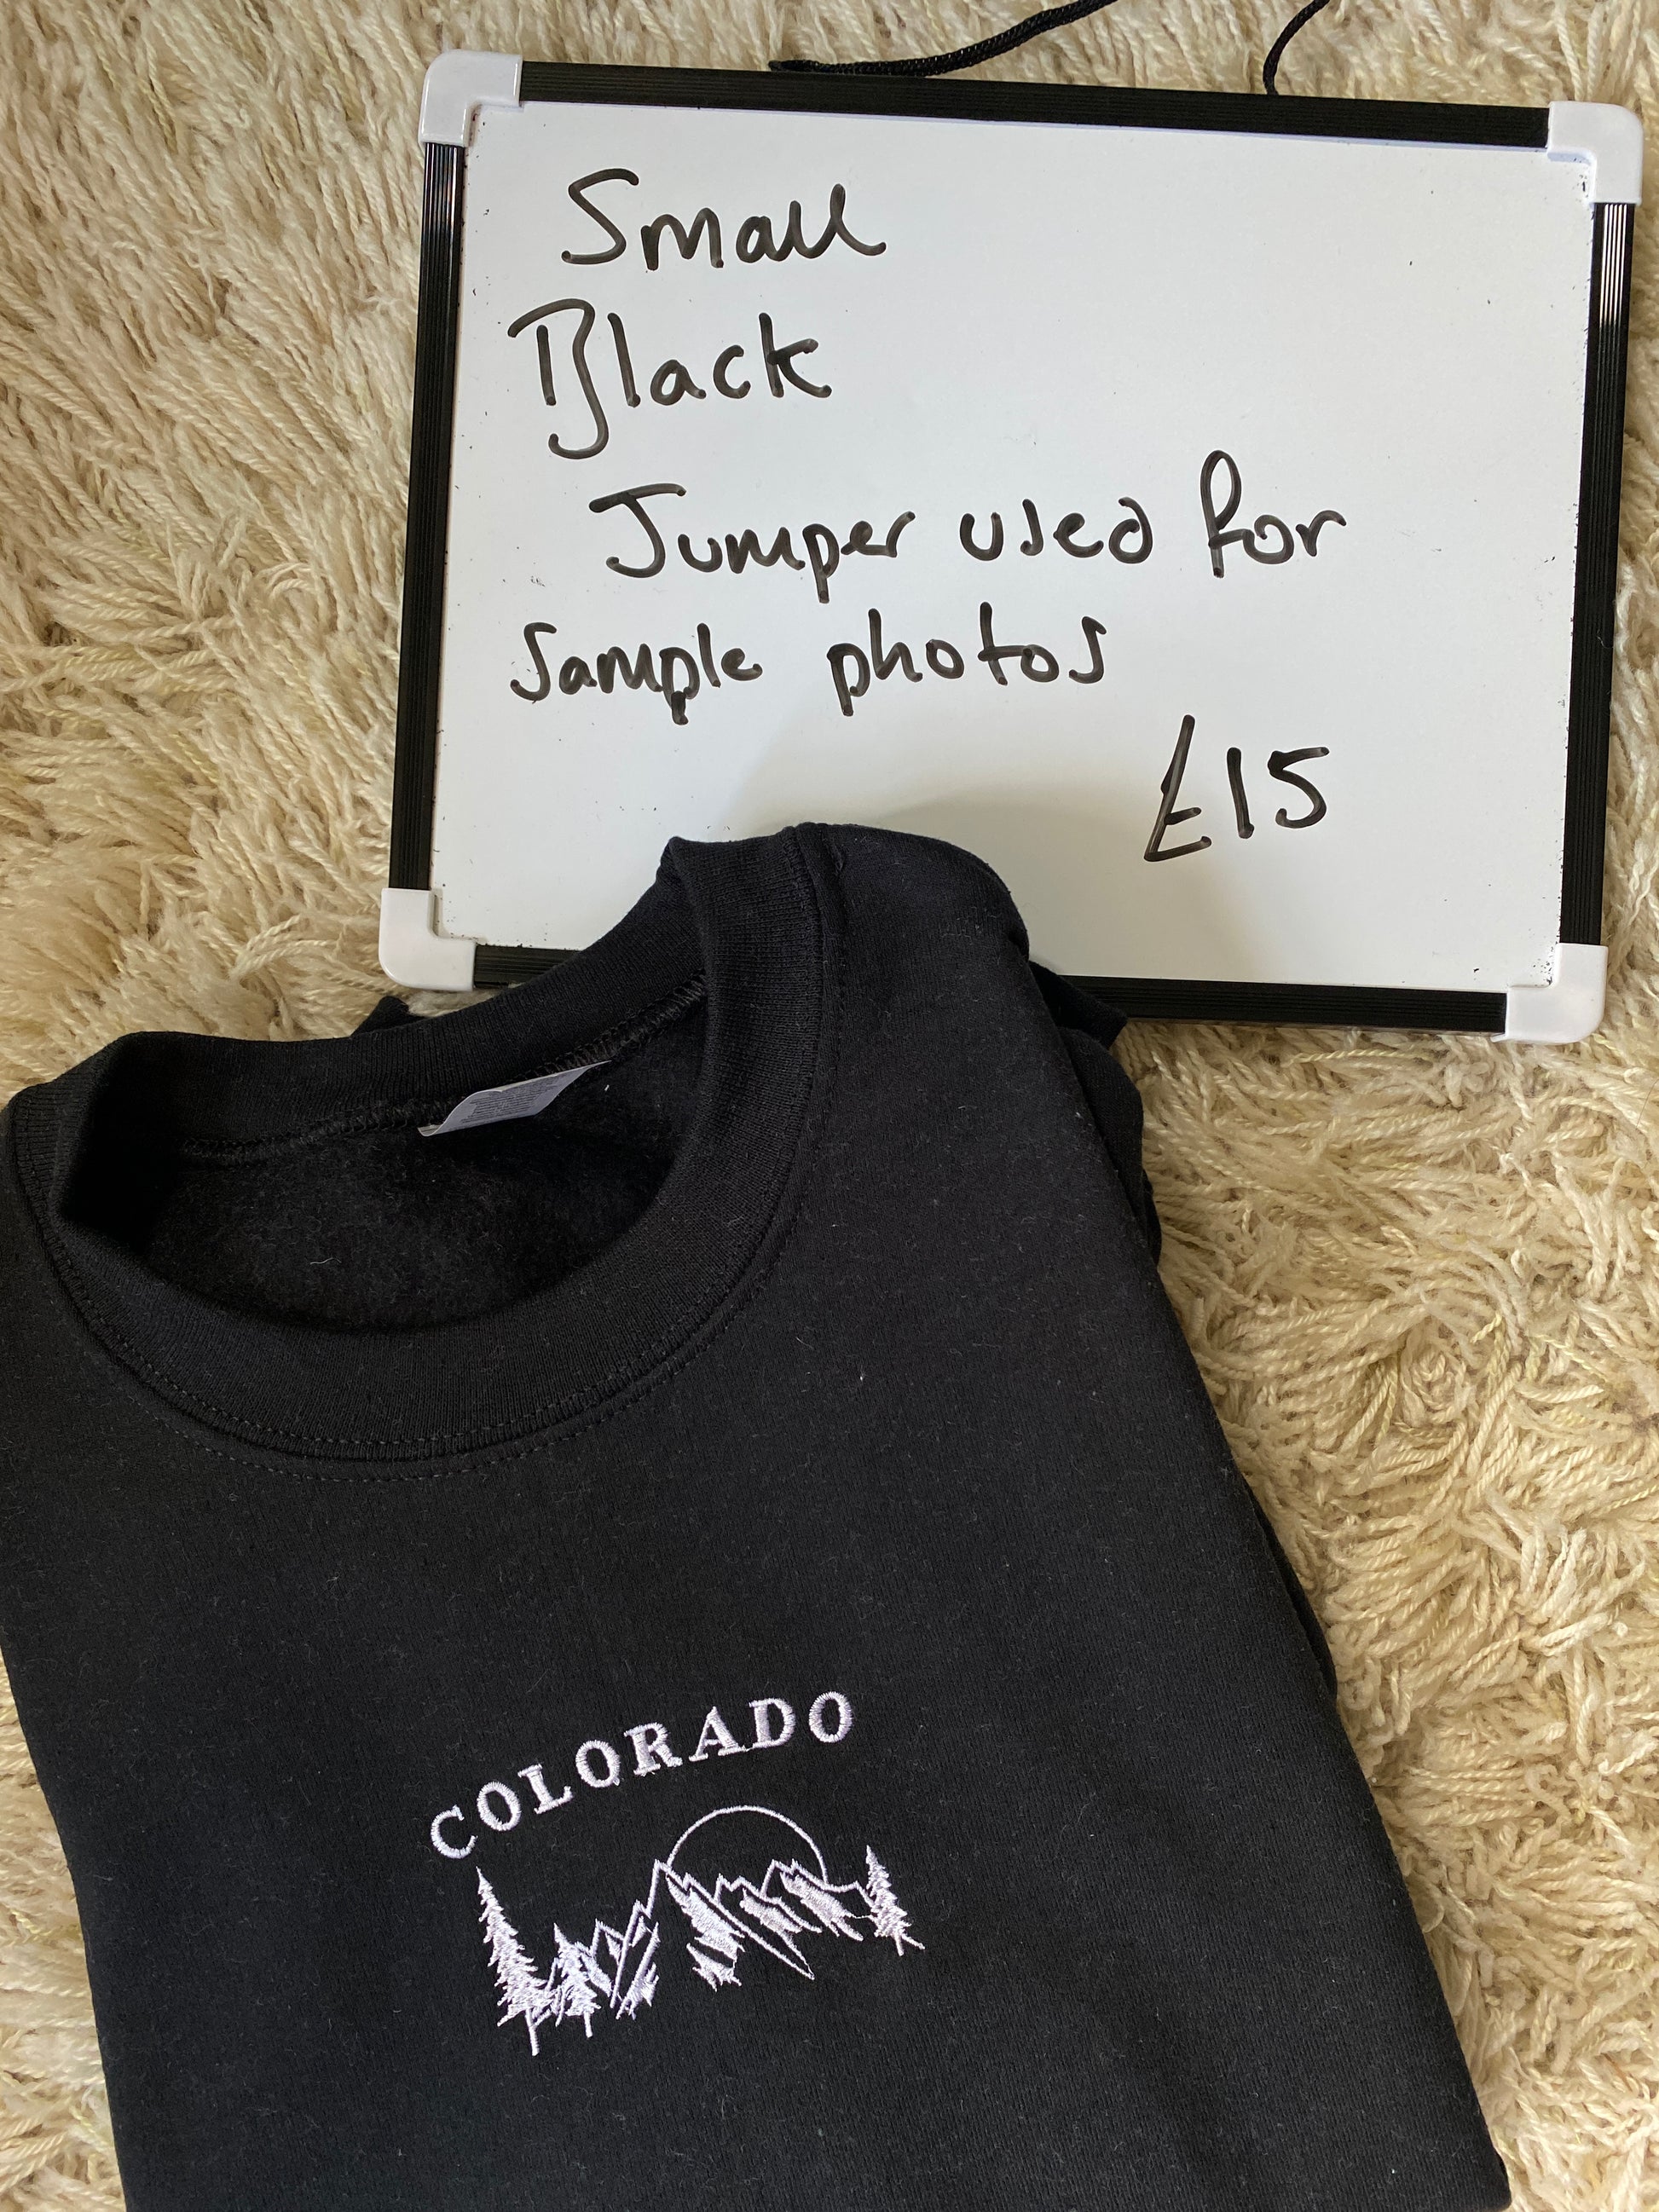 Small
Black
Jumper used for
Sample photos
£15
COLORADO